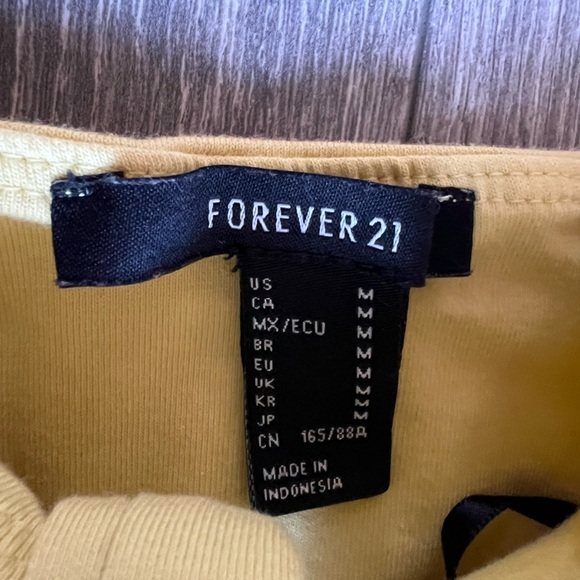 FOREVER 21
US M
CA M
MX/ECU M
BR M
EU M
UK M
KR M
JP M
CN 165/88A
MADE IN
INDONESIA